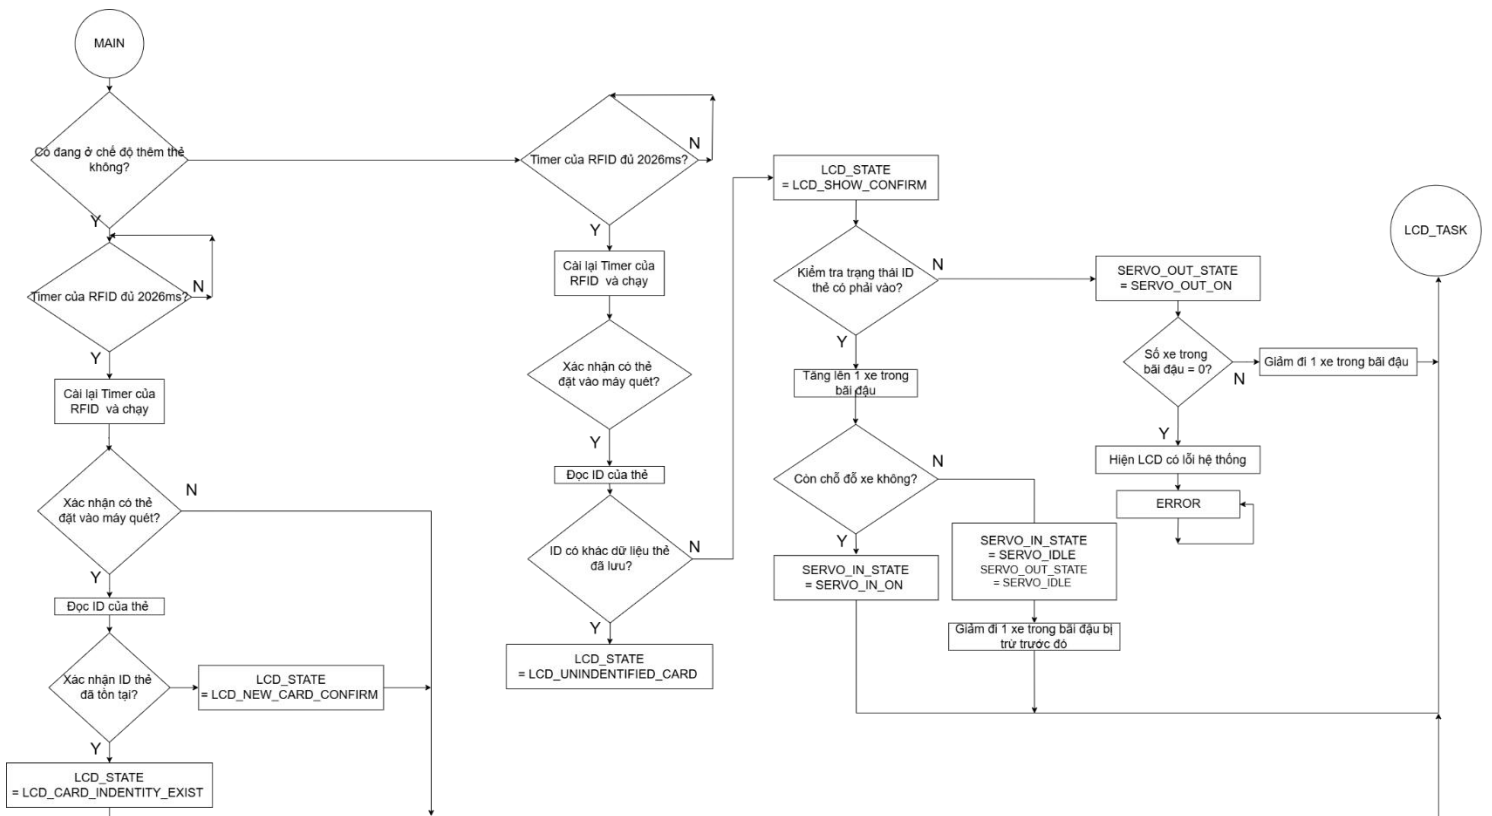 MAIN
Có đang ở chế độ thêm thẻ
không?
Y
Timer của RFID đủ 2026ms?
N
Y
Cài lại Timer của
RFID và chạy
Xác nhận có thẻ
đặt vào máy quét?
N
Y
Đọc ID của thẻ
Xác nhận ID thẻ
đã tồn tại?
LCD_STATE
= LCD_NEW_CARD_CONFIRM
Y
LCD_STATE
= LCD_CARD_INDENTITY_EXIST
Timer của RFID đủ 2026ms?
N
Y
Cài lại Timer của
RFID và chạy
Xác nhận có thẻ
đặt vào máy quét?
Y
Đọc ID của thẻ
ID có khác dữ liệu thẻ
đã lưu?
N
Y
LCD_STATE
= LCD_UNINDENTIFIED_CARD
LCD_STATE
= LCD_SHOW_CONFIRM
Kiểm tra trạng thái ID
thẻ có phải vào?
N
Y
Tăng lên 1 xe trong
bãi đậu
Còn chỗ đỗ xe không?
N
Y
SERVO_IN_STATE
= SERVO_IN_ON
SERVO_IN_STATE
= SERVO_IDLE
SERVO_OUT_STATE
= SERVO_IDLE
Giảm đi 1 xe trong bãi đậu bị
trừ trước đó
SERVO_OUT_STATE
= SERVO_OUT_ON
Số xe trong
bãi đậu = 0?
N
Giảm đi 1 xe trong bãi đậu
Y
Hiện LCD có lỗi hệ thống
ERROR
LCD_TASK